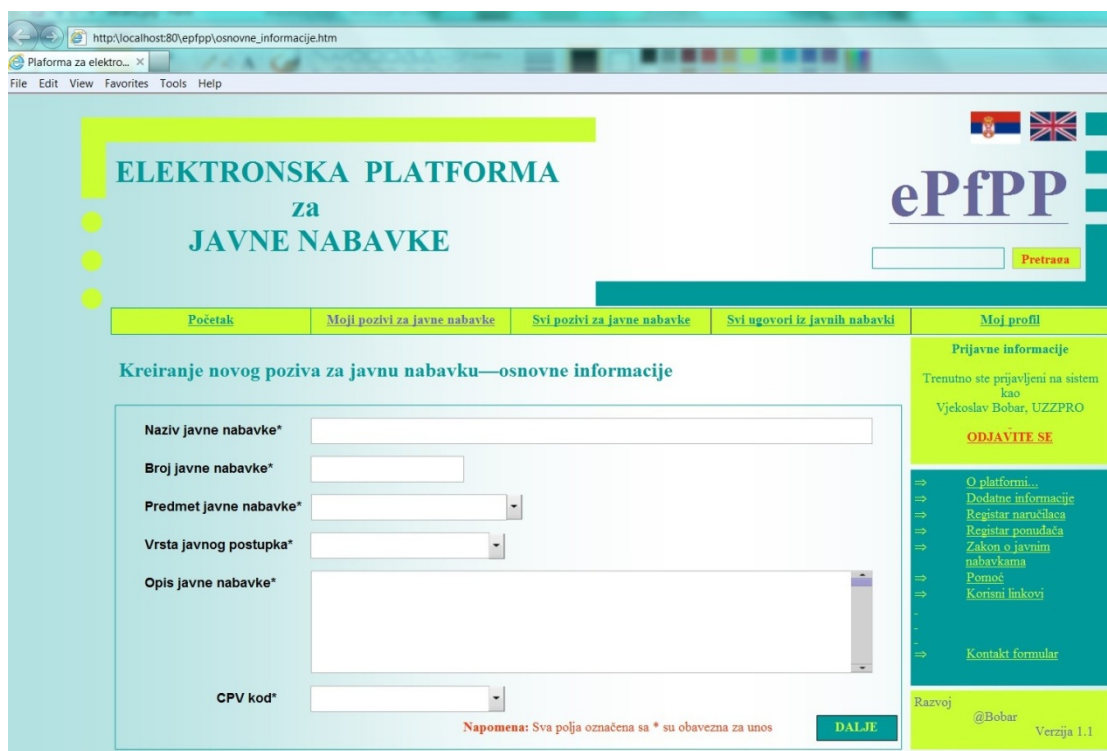 http:\localhost:80\epfpp\osnovne_informacije.htm
Plaforma za elektro...
File Edit View Favorites Tools Help
ELEKTRONSKA PLATFORMA
za
JAVNE NABAVKE
ePfPP
Pretraga
Početak Moji pozivi za javne nabavke Svi pozivi za javne nabavke Svi ugovori iz javnih nabavki Moj profil
Kreiranje novog poziva za javnu nabavku—osnovne informacije
Naziv javne nabavke*
Broj javne nabavke*
Predmet javne nabavke*
Vrsta javnog postupka*
Opis javne nabavke*
CPV kod*
Napomena: Sva polja označena sa * su obavezna za unos
DALJE
Prijavne informacije
Trenutno ste prijavljeni na sistem
kao
Vjekoslav Bobar, UZZPRO
ODJAVITE SE
⇒ O platformi...
⇒ Dodatne informacije
⇒ Registar naručilaca
⇒ Registar ponuđača
⇒ Zakon o javnim
nabavkama
⇒ Pomoć
⇒ Korisni linkovi
-
-
-
⇒ Kontakt formular
Razvoj
@Bobar
Verzija 1.1